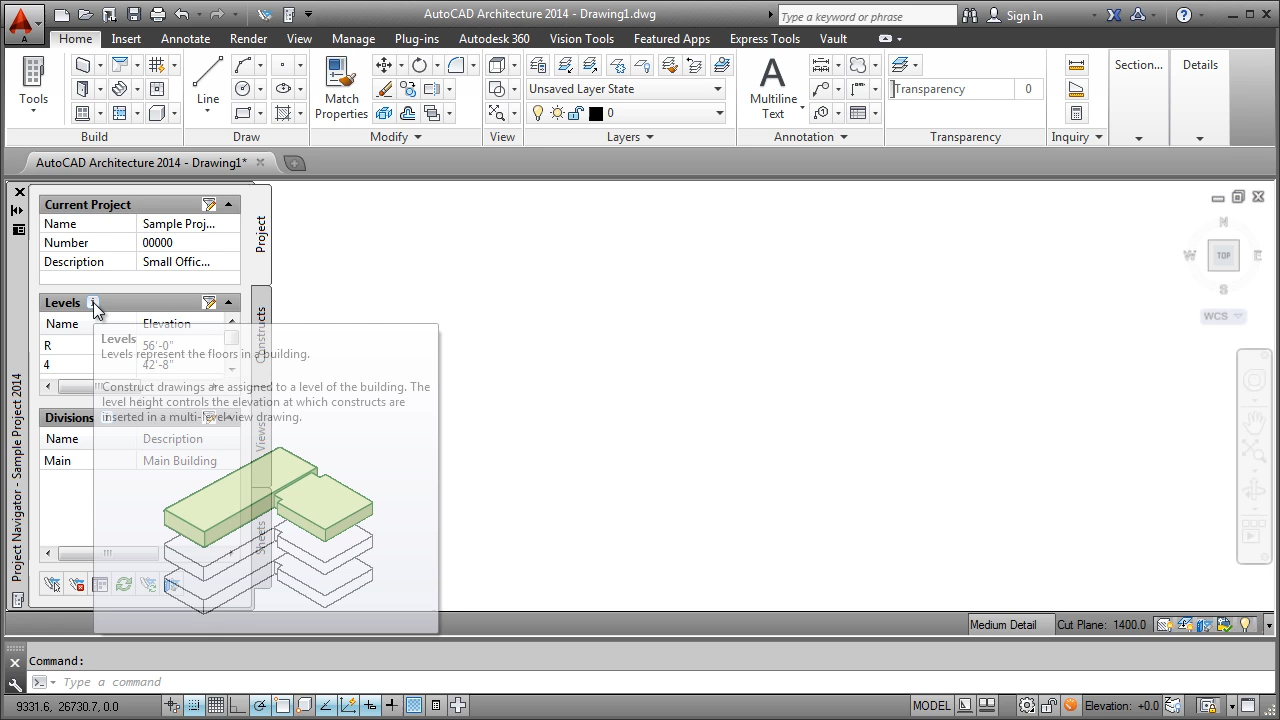 AutoCAD Architecture 2014 - Drawing1.dwg
Type a keyword or phrase
Sign In
Home Insert Annotate Render View Manage Plug-ins Autodesk 360 Vision Tools Featured Apps Express Tools Vault
Tools
Line
Match
Properties
Unsaved Layer State
0
Multiline
Text
Transparency 0
Section...
Details
Build Draw Modify View Layers Annotation Transparency Inquiry
AutoCAD Architecture 2014 - Drawing1*
Current Project
Name Sample Proj...
Number 00000
Description Small Offic...
Project
Levels
Name Elevation
R 56'-0"
4 42'-8"
Constructs
Levels
Levels represent the floors in a building.
Construct drawings are assigned to a level of the building. The
level height controls the elevation at which constructs are
inserted in a multi-level view drawing.
Divisions
Name Description
Main Main Building
Views
Sheets
Project Navigator - Sample Project 2014
N
W TOP E
S
WCS
Medium Detail Cut Plane: 1400.0
Command:
Type a command
9331.6, 26730.7, 0.0
MODEL
Elevation: +0.0